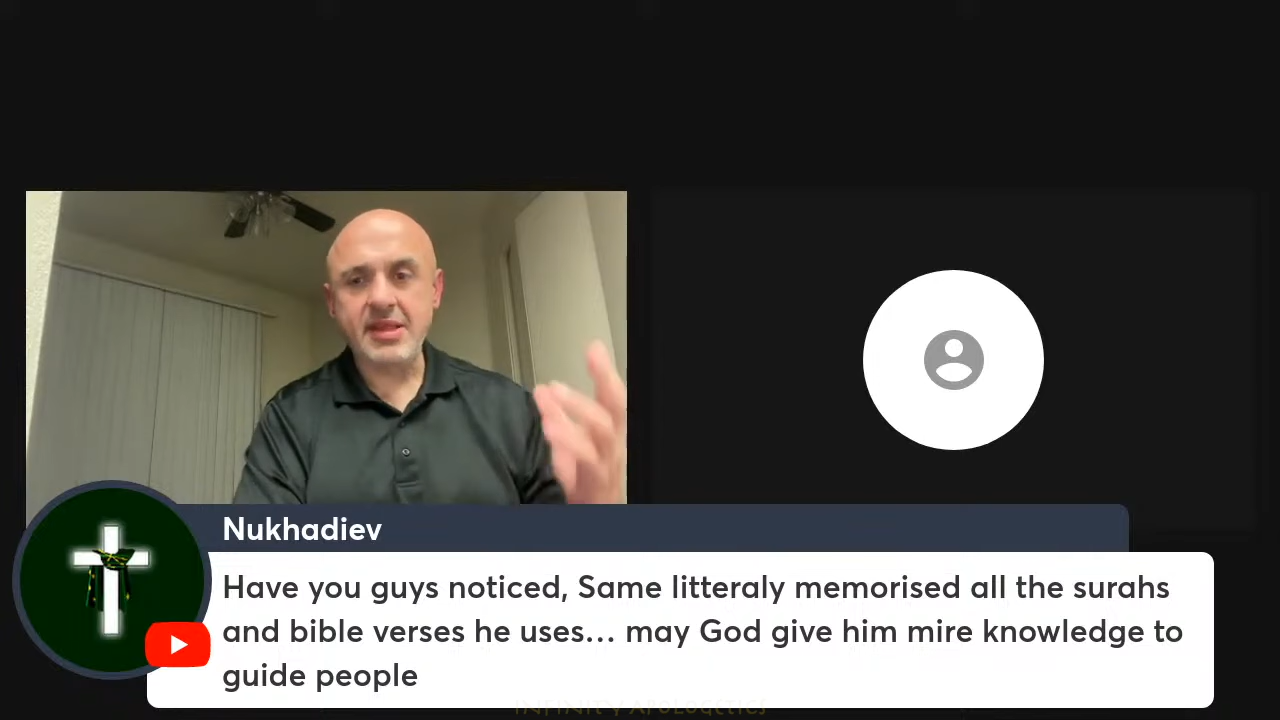 Nukhadiev
Have you guys noticed, Same litteraly memorised all the surahs
and bible verses he uses... may God give him mire knowledge to
guide people